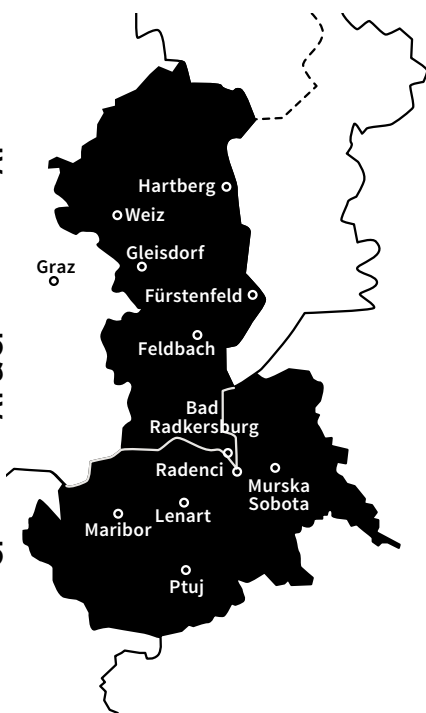 Hartberg
Weiz
Gleisdorf
Graz
Fürstenfeld
Feldbach
Bad
Radkersburg
Radenci
Murska
Sobota
Lenart
Maribor
Ptuj